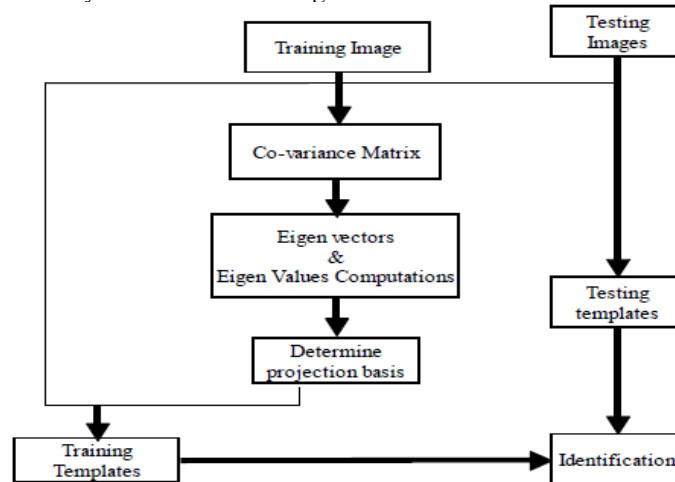 Training Image
Testing
Images
Co-variance Matrix
Eigen vectors
&
Eigen Values Computations
Testing
templates
Determine
projection basis
Training
Templates
Identification